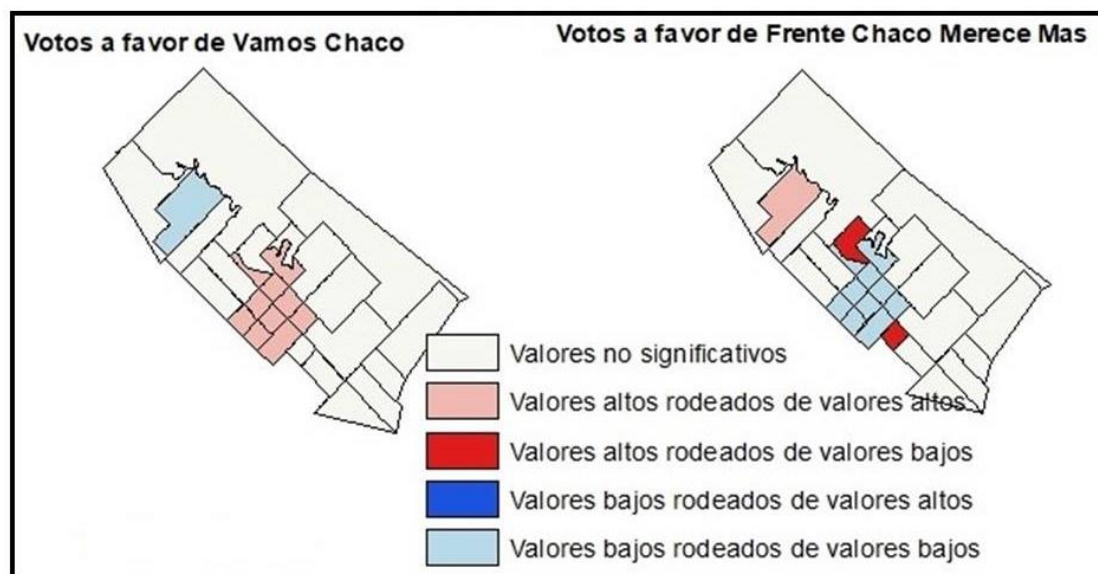 Votos a favor de Vamos Chaco
Votos a favor de Frente Chaco Merece Mas
Valores no significativos
Valores altos rodeados de valores altos
Valores altos rodeados de valores bajos
Valores bajos rodeados de valores altos
Valores bajos rodeados de valores bajos